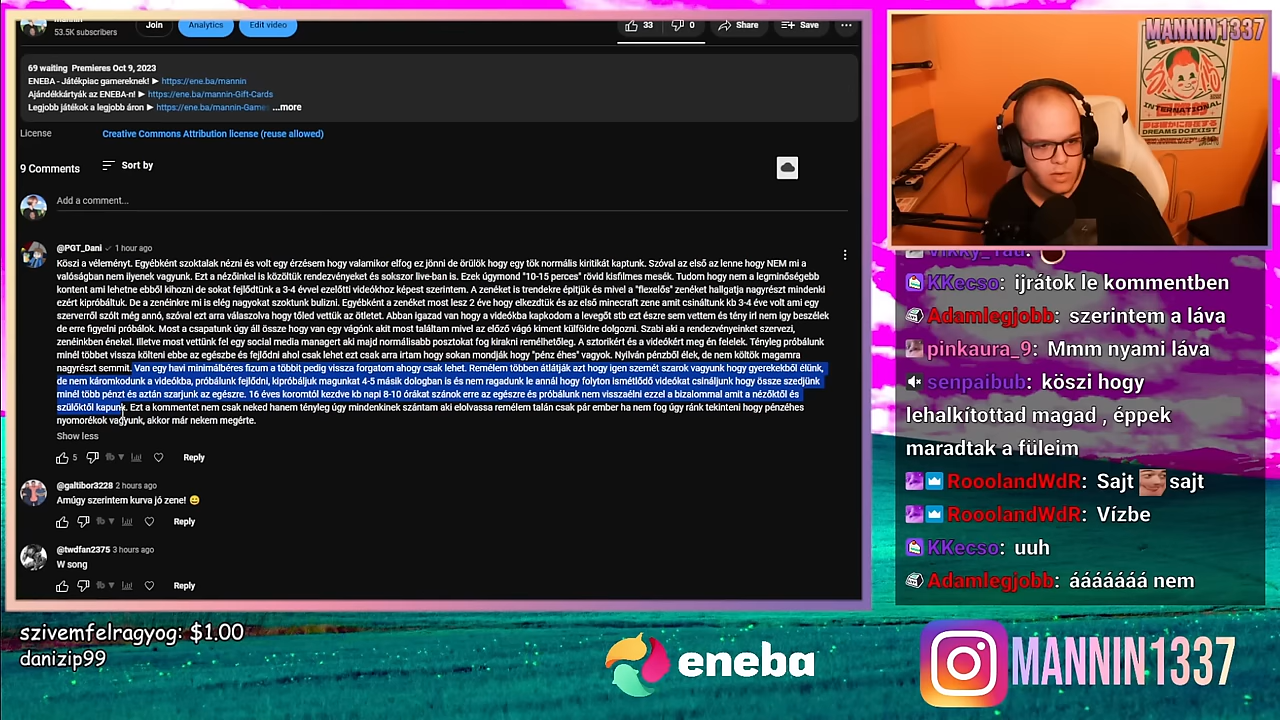 53.5K subscribers
Join
Analytics
Edit video
33
0
Share
Save
69 waiting Premieres Oct 9, 2023
ENEBA - Játékpiac gamereknek! ► https://ene.ba/mannin
Ajándékkártyák az ENEBA-n! ► https://ene.ba/mannin-Gift-Cards
Legjobb játékok a legjobb áron ► https://ene.ba/mannin-Games ...more
License
Creative Commons Attribution license (reuse allowed)
9 Comments
Sort by
Add a comment...
@PGT_Dani
1 hour ago
Köszi a véleményt. Egyébként szoktalak nézni és volt egy érzésem hogy valamikor elfog ez jönni de örülök hogy egy tök normális kiritikát kaptunk. Szóval az első az lenne hogy NEM mi a
valóságban nem ilyenek vagyunk. Ezt a nézőinkel is közöltük rendezvényeket és sokszor live-ban is. Ezek úgymond "10-15 perces" rövid kisfilmes mesék. Tudom hogy nem a legminőségebb
kontent ami lehetne ebből kihozni de sokat fejlődtünk a 3-4 évvel ezelőtti videókhoz képest szerintem. A zenéket is trendekre épitjük és mivel a "flexelős" zenéket hallgatja nagyrészt mindenki
ezért kipróbáltuk. De a zenéinkre mi is elég nagyokat szoktunk bulizni. Egyébként a zenéket most lesz 2 éve hogy elkezdtük és az első minecraft zene amit csináltunk kb 3-4 éve volt ami egy
szerverről szólt még annó, szóval ezt arra válaszolva hogy tőled vettük az ötletet. Abban igazad van hogy a videókba kapkodom a levegőt stb ezt észre sem vettem és tény irl nem így beszélek
de erre figyelni próbálok. Most a csapatunk úgy áll össze hogy van egy vágónk akit most találtam mivel az előző vágó kiment külföldre dolgozni. Szabi aki a rendezvényeinket szervezi,
zenéinkben énekel. Illetve most vettünk fel egy social media managert aki majd normálisabb posztokat fog kirakni remélhetőleg. A sztorikért és a videókért meg én felelek. Tényleg próbálunk
minél többet vissza költeni ebbe az egészbe és fejlődni ahol csak lehet ezt csak arra irtam hogy sokan mondják hogy "pénz éhes" vagyok. Nyilván pénzből élek, de nem költök magamra
nagyrészt semmit. Van egy havi minimálbéres fizum a többit pedig vissza forgatom ahogy csak lehet. Remélem többen átlátják azt hogy igen szemét szarok vagyunk hogy gyerekekből élünk,
de nem káromkodunk a videókba, próbálunk fejlődni, kipróbáljuk magunkat 4-5 másik dologban is és nem ragadunk le annál hogy folyton ismétlődő videókat csináljunk hogy össze szedjünk
minél több pénzt és aztán szarjunk az egészre. 16 éves koromtól kezdve kb napi 8-10 órákat szánok erre az egészre és próbálunk nem visszaélni ezzel a bizalommal amit a nézőktől és
szülőktől kapunk. Ezt a kommentet nem csak neked hanem tényleg úgy mindenkinek szántam aki elolvassa remélem talán csak pár ember ha nem fog úgy ránk tekinteni hogy pénzéhes
nyomorékok vagyunk, akkor már nekem megérte.
Show less
5
Reply
@galtibor3228 2 hours ago
Amúgy szerintem kurva jó zene!
Reply
@twdfan2375 3 hours ago
W song
Reply
MANNIN1337
INTERNATIONAL
DREAMS DO EXIST
KKecso: ijrátok le kommentben
Adamlegjobb: szerintem a láva
pinkaura_9: Mmm nyami láva
senpaibub: köszi hogy
lehalkítottad magad , éppek
maradtak a füleim
RooolandWdR: Sajt sajt
RooolandWdR: Vízbe
KKecso: uuh
Adamlegjobb: ááááááá nem
szivemfelragyog: $1.00
danizip99
eneba
MANNIN1337